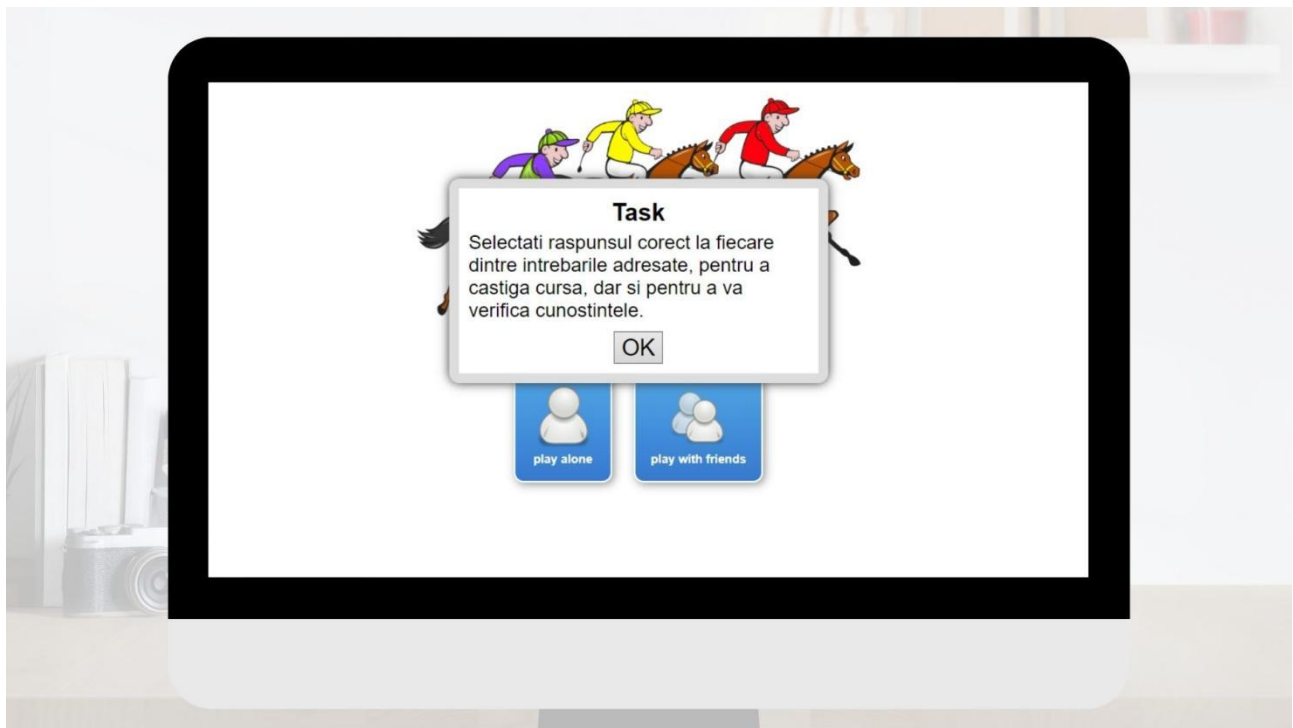 Task
Selectati raspunsul corect la fiecare
dintre intrebarile adresate, pentru a
castiga cursa, dar si pentru a va
verifica cunostintele.
OK
play alone
play with friends